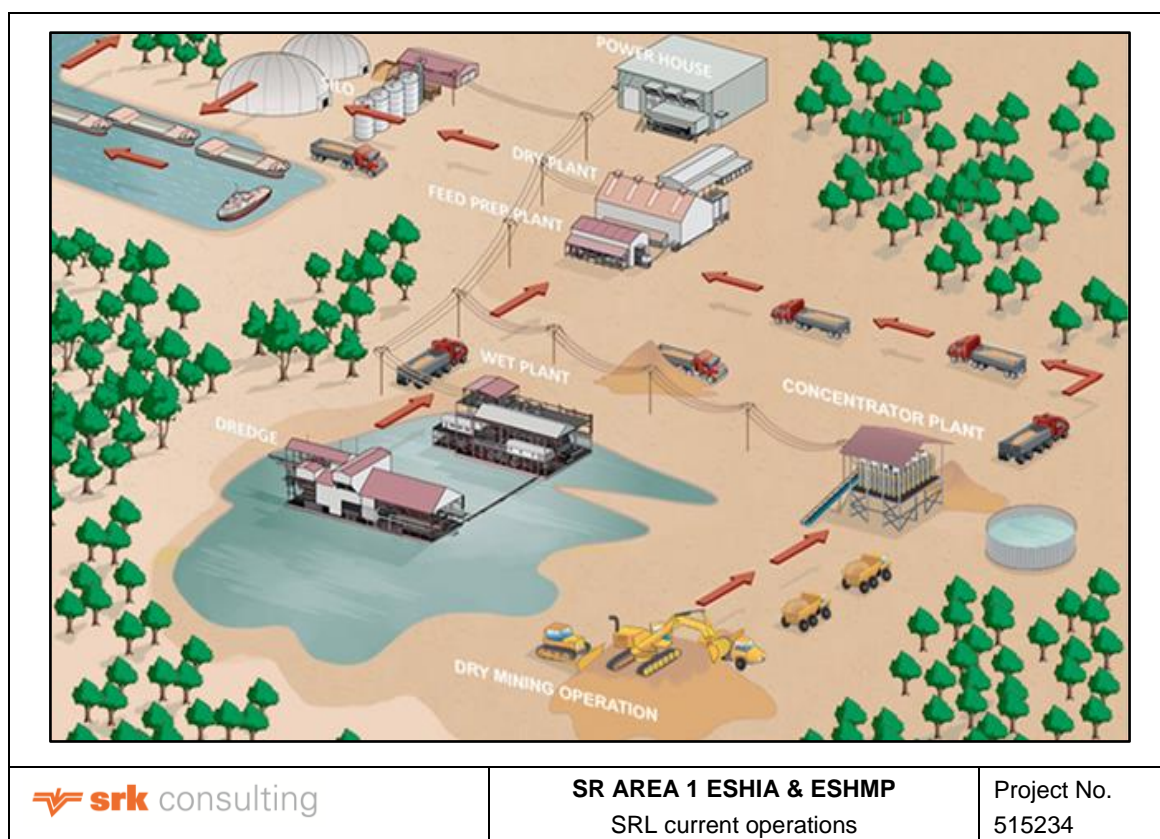 POWER HOUSE
SILO
DRY PLANT
FEED PREP PLANT
WET PLANT
CONCENTRATOR PLANT
DREDGE
DRY MINING OPERATION
srk consulting
SR AREA 1 ESHIA & ESHMP
SRL current operations
Project No.
515234